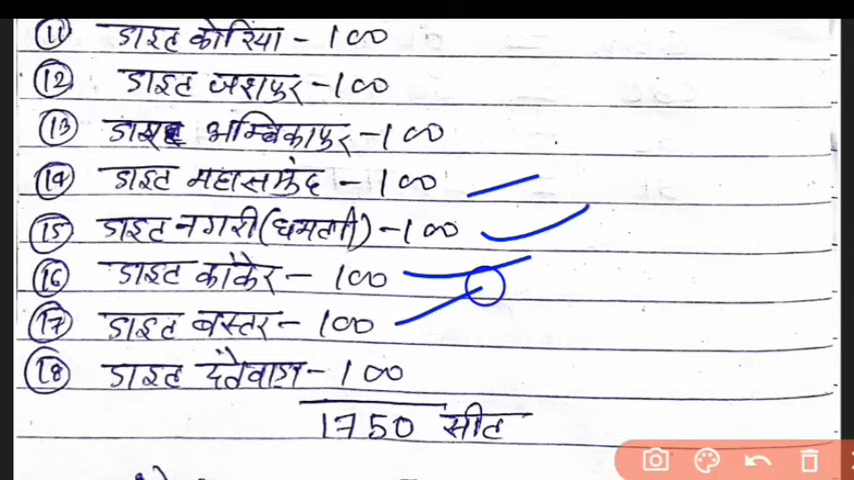 (11) डाइट कोरिया - 100
(12) डाइट जशपुर - 100
(13) डाइट अम्बिकापुर - 100
(14) डाइट महासमुंद - 100
(15) डाइट नगरी (धमतरी) - 100
(16) डाइट कांकेर - 100
(17) डाइट बस्तर - 100
(18) डाइट दंतेवाड़ा - 100
1750 सीट